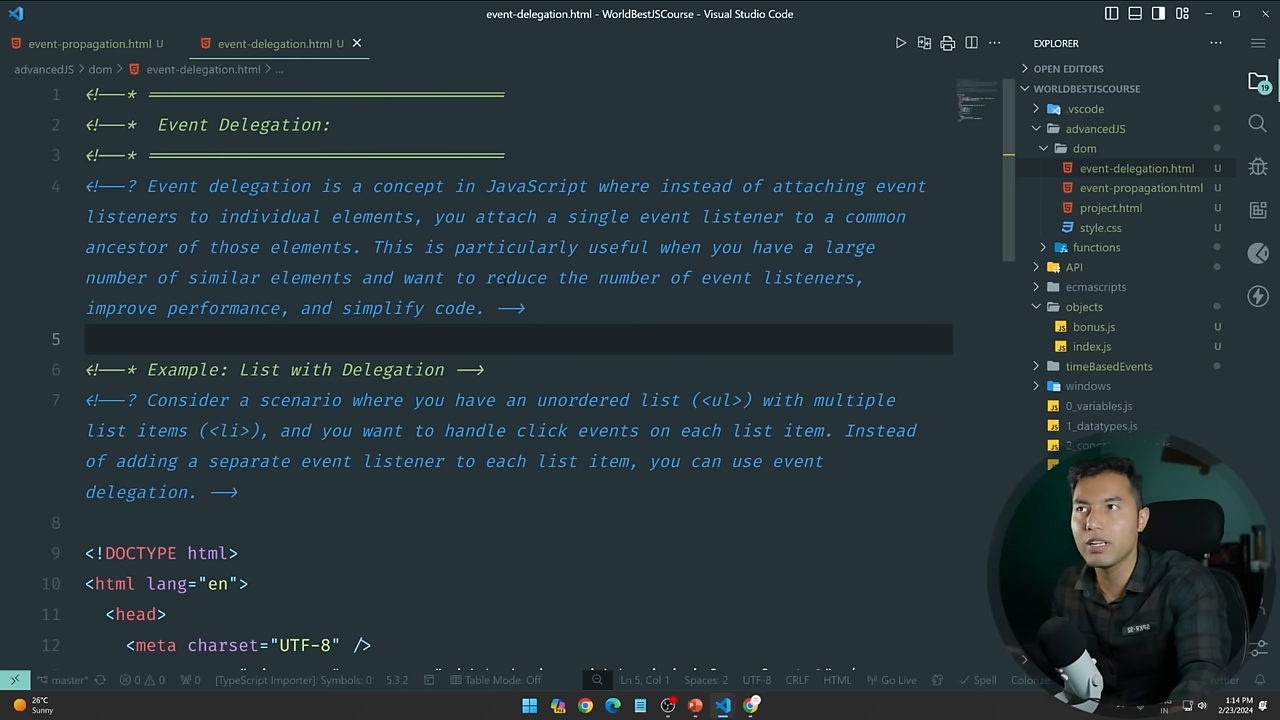 event-delegation.html - WorldBestJSCourse - Visual Studio Code
event-propagation.html U
event-delegation.html U
advancedJS > dom > event-delegation.html > ...
1 <!--* ===================================
2 <!--* Event Delegation:
3 <!--* ===================================
4 <!--? Event delegation is a concept in JavaScript where instead of attaching event
listeners to individual elements, you attach a single event listener to a common
ancestor of those elements. This is particularly useful when you have a large
number of similar elements and want to reduce the number of event listeners,
improve performance, and simplify code. -->
5
6 <!--* Example: List with Delegation -->
7 <!--? Consider a scenario where you have an unordered list (<ul>) with multiple
list items (<li>), and you want to handle click events on each list item. Instead
of adding a separate event listener to each list item, you can use event
delegation. -->
8
9 <!DOCTYPE html>
10 <html lang="en">
11 <head>
12 <meta charset="UTF-8" />
EXPLORER
OPEN EDITORS
WORLDBESTJSCOURSE
.vscode
advancedJS
dom
event-delegation.html U
event-propagation.html U
project.html U
style.css U
functions
API
ecmascripts
objects
bonus.js U
index.js U
timeBasedEvents
windows
0_variables.js
1_datatypes.js
19
master* 0 0 0 [TypeScript Importer]: Symbols: 0 5.3.2 Table Mode: Off Ln 5, Col 1 Spaces: 2 UTF-8 CRLF HTML Go Live Spell
26°C
Sunny
IN
1:14 PM
2/23/2024